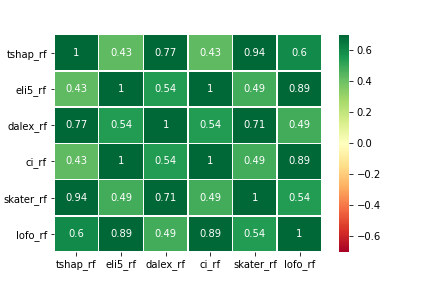 tshap_rf 1 0.43 0.77 0.43 0.94 0.6
eli5_rf 0.43 1 0.54 1 0.49 0.89
dalex_rf 0.77 0.54 1 0.54 0.71 0.49
ci_rf 0.43 1 0.54 1 0.49 0.89
skater_rf 0.94 0.49 0.71 0.49 1 0.54
lofo_rf 0.6 0.89 0.49 0.89 0.54 1
tshap_rf eli5_rf dalex_rf ci_rf skater_rf lofo_rf
0.6
0.4
0.2
0.0
−0.2
−0.4
−0.6